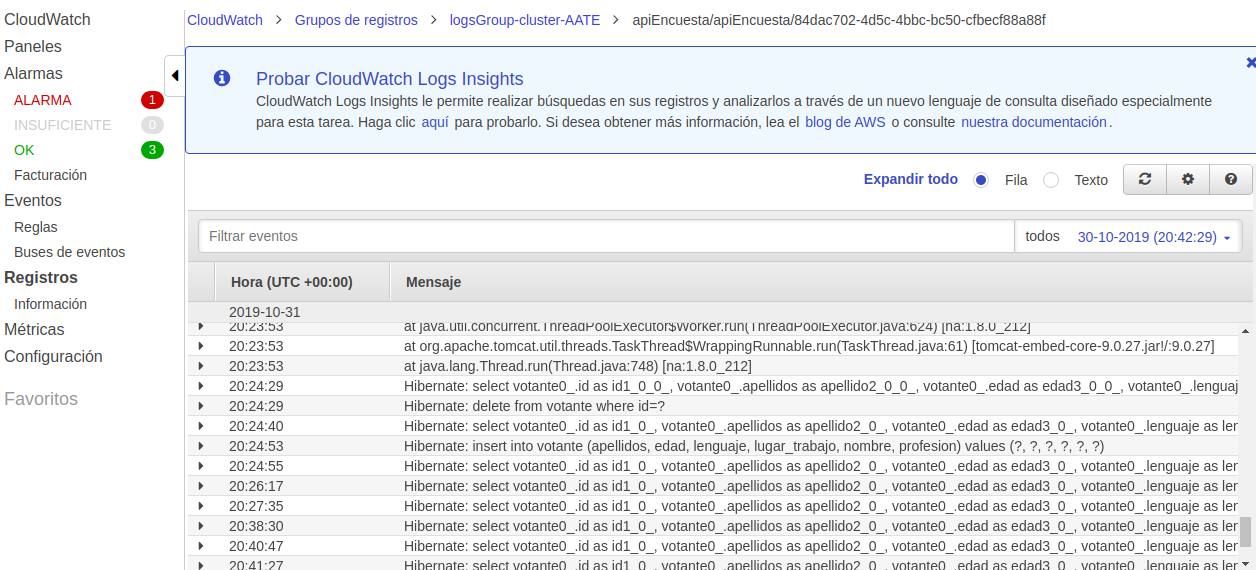 CloudWatch
Paneles
Alarmas
ALARMA 1
INSUFICIENTE 0
OK 3
Facturación
Eventos
Reglas
Buses de eventos
Registros
Información
Métricas
Configuración
Favoritos
CloudWatch > Grupos de registros > logsGroup-cluster-AATE > apiEncuesta/apiEncuesta/84dac702-4d5c-4bbc-bc50-cfbecf88a88f
Probar CloudWatch Logs Insights
CloudWatch Logs Insights le permite realizar búsquedas en sus registros y analizarlos a través de un nuevo lenguaje de consulta diseñado especialmente
para esta tarea. Haga clic aquí para probarlo. Si desea obtener más información, lea el blog de AWS o consulte nuestra documentación.
Expandir todo Fila Texto
Filtrar eventos todos 30-10-2019 (20:42:29)
Hora (UTC +00:00) Mensaje
2019-10-31
20:23:53 at java.util.concurrent.ThreadPoolExecutor$Worker.run(ThreadPoolExecutor.java:624) [na:1.8.0_212]
20:23:53 at org.apache.tomcat.util.threads.TaskThread$WrappingRunnable.run(TaskThread.java:61) [tomcat-embed-core-9.0.27.jar!/:9.0.27]
20:23:53 at java.lang.Thread.run(Thread.java:748) [na:1.8.0_212]
20:24:29 Hibernate: select votante0_.id as id1_0_0_, votante0_.apellidos as apellido2_0_0_, votante0_.edad as edad3_0_0_, votante0_.lenguaj
20:24:29 Hibernate: delete from votante where id=?
20:24:40 Hibernate: select votante0_.id as id1_0_, votante0_.apellidos as apellido2_0_, votante0_.edad as edad3_0_, votante0_.lenguaje as len
20:24:53 Hibernate: insert into votante (apellidos, edad, lenguaje, lugar_trabajo, nombre, profesion) values (?, ?, ?, ?, ?, ?)
20:24:55 Hibernate: select votante0_.id as id1_0_, votante0_.apellidos as apellido2_0_, votante0_.edad as edad3_0_, votante0_.lenguaje as len
20:26:17 Hibernate: select votante0_.id as id1_0_, votante0_.apellidos as apellido2_0_, votante0_.edad as edad3_0_, votante0_.lenguaje as len
20:27:35 Hibernate: select votante0_.id as id1_0_, votante0_.apellidos as apellido2_0_, votante0_.edad as edad3_0_, votante0_.lenguaje as len
20:38:30 Hibernate: select votante0_.id as id1_0_, votante0_.apellidos as apellido2_0_, votante0_.edad as edad3_0_, votante0_.lenguaje as len
20:40:47 Hibernate: select votante0_.id as id1_0_, votante0_.apellidos as apellido2_0_, votante0_.edad as edad3_0_, votante0_.lenguaje as len
20:41:27 Hibernate: select votante0_.id as id1_0_, votante0_.apellidos as apellido2_0_, votante0_.edad as edad3_0_, votante0_.lenguaje as len